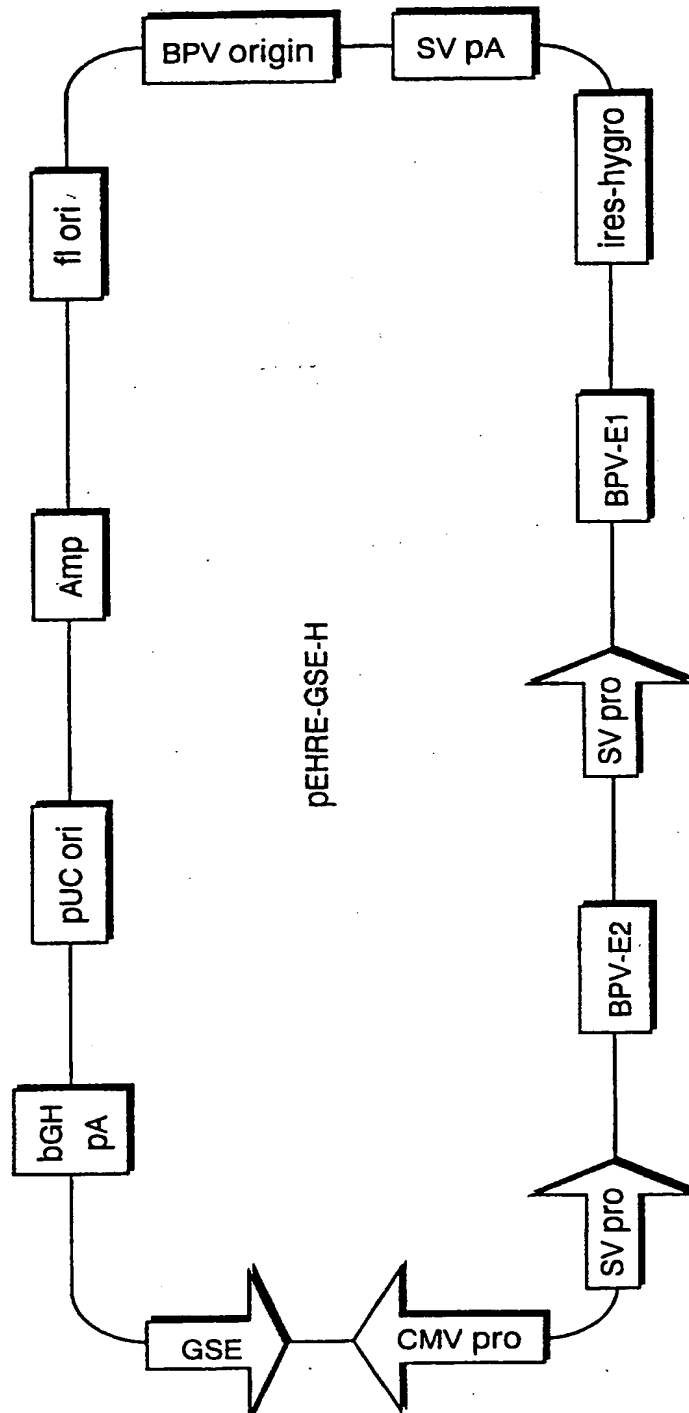 BPV origin
SV pA
fl ori
ires-hygro
Amp
BPV-E1
pEHRE-GSE-H
SV pro
pUC ori
BPV-E2
bGH
pA
SV pro
GSE
CMV pro